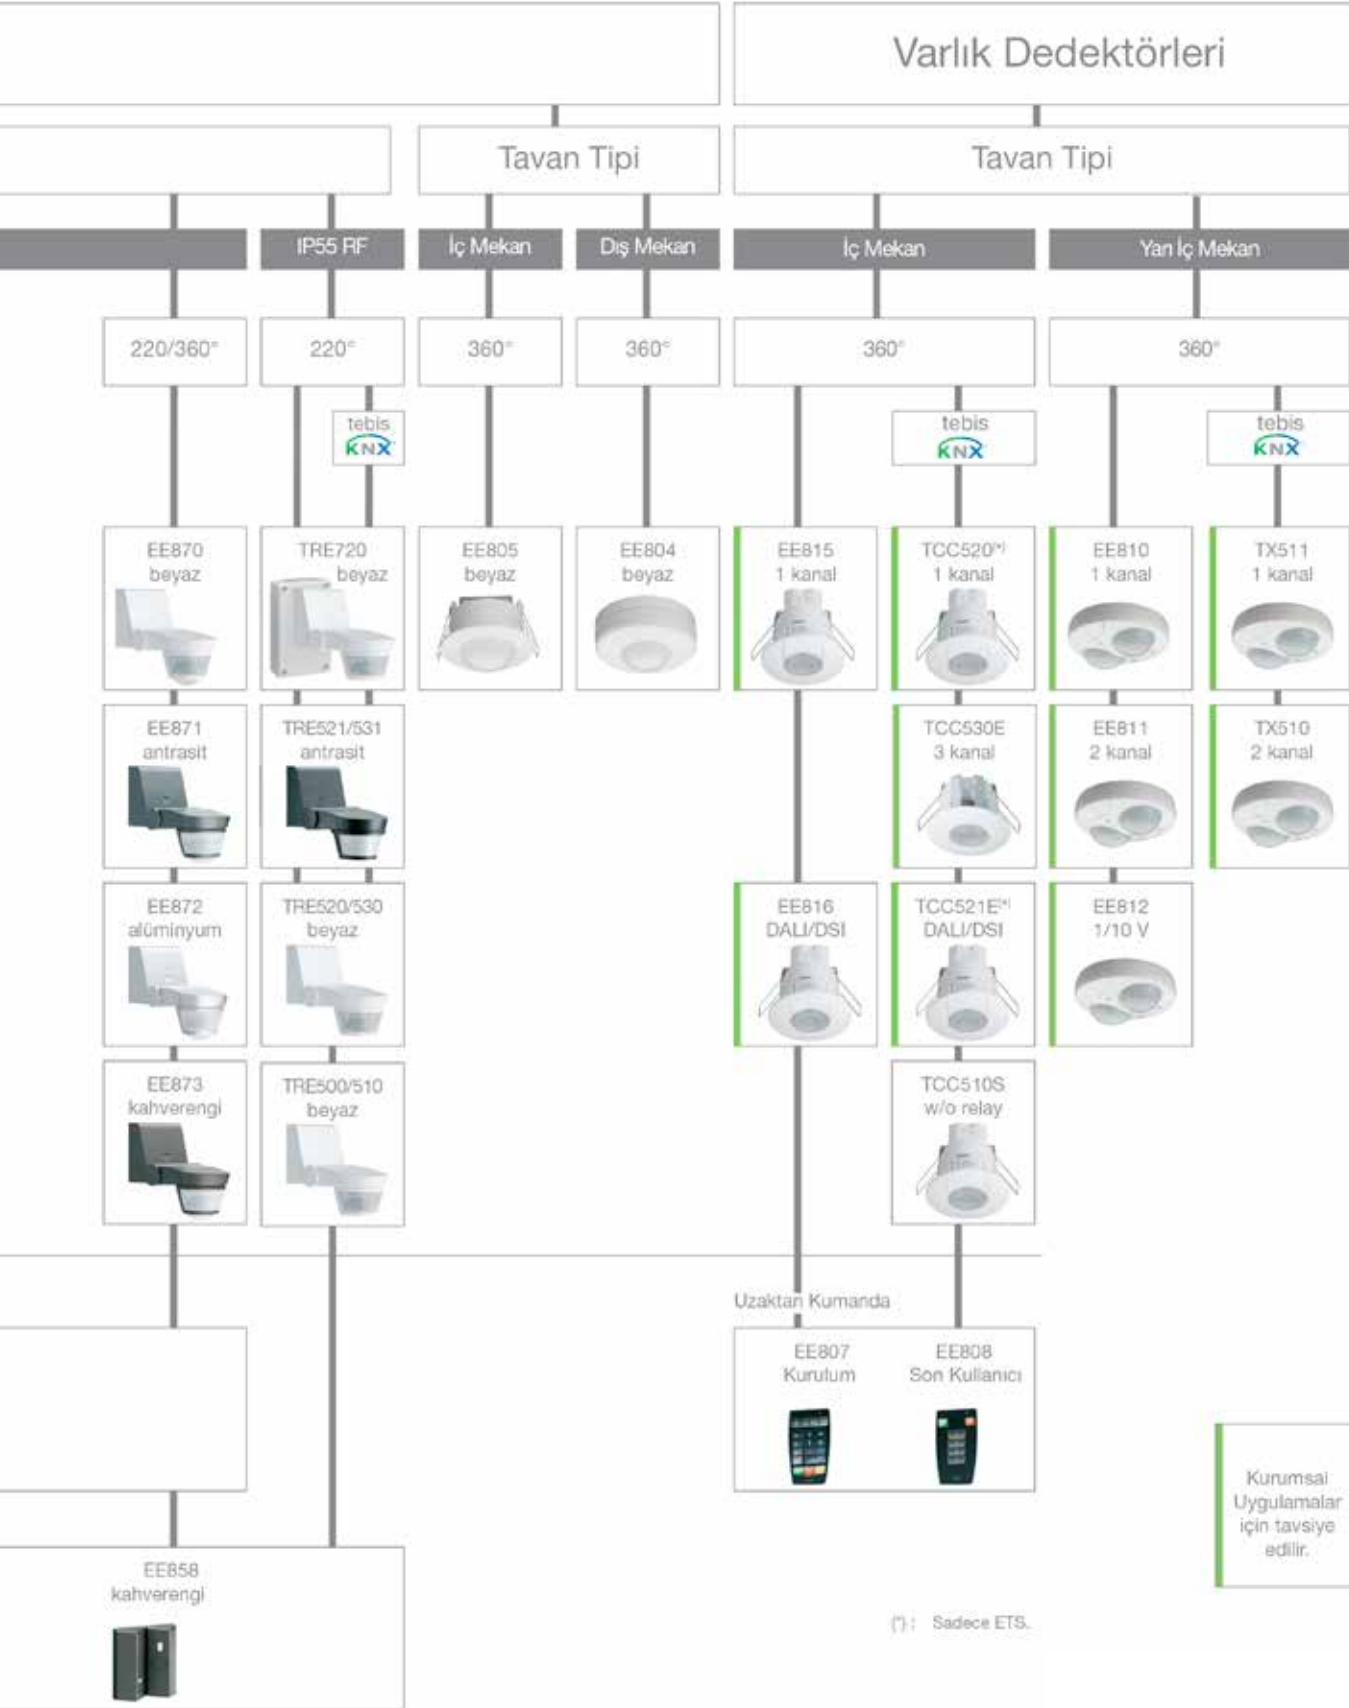 Varlık Dedektörleri
Tavan Tipi
Tavan Tipi
IP55 RF
İç Mekan
Dış Mekan
İç Mekan
Yarı İç Mekan
220/360°
220°
360°
360°
360°
360°
tebis
KNX
tebis
KNX
tebis
KNX
EE870
beyaz
TRE720
beyaz
EE805
beyaz
EE804
beyaz
EE815
1 kanal
TCC520(*)
1 kanal
EE810
1 kanal
TX511
1 kanal
EE871
antrasit
TRE521/531
antrasit
TCC530E
3 kanal
EE811
2 kanal
TX510
2 kanal
EE872
alüminyum
TRE520/530
beyaz
EE816
DALI/DSI
TCC521E(*)
DALI/DSI
EE812
1/10 V
EE873
kahverengi
TRE500/510
beyaz
TCC510S
w/o relay
Uzaktan Kumanda
EE807
Kurulum
EE808
Son Kullanıcı
Kurumsal
Uygulamalar
için tavsiye
edilir.
EE858
kahverengi
(*) : Sadece ETS.